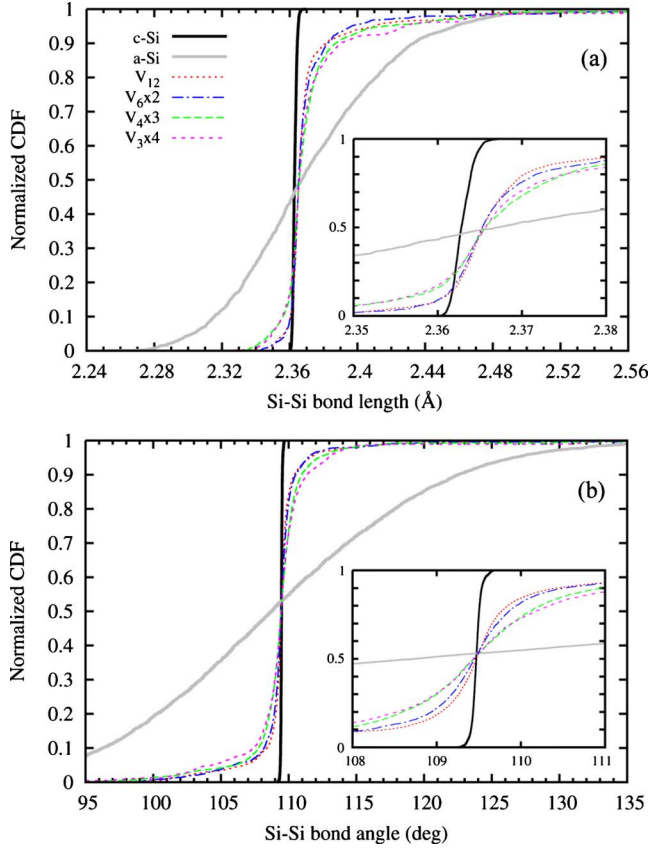 1
0.9
0.8
0.7
0.6
0.5
0.4
0.3
0.2
0.1
0
Normalized CDF
c-Si
a-Si
V12
V6x2
V4x3
V3x4
(a)
1
0.5
0
2.35 2.36 2.37 2.38
2.24 2.28 2.32 2.36 2.4 2.44 2.48 2.52 2.56
Si-Si bond length (Å)
1
0.9
0.8
0.7
0.6
0.5
0.4
0.3
0.2
0.1
0
Normalized CDF
(b)
1
0.5
0
108 109 110 111
95 100 105 110 115 120 125 130 135
Si-Si bond angle (deg)